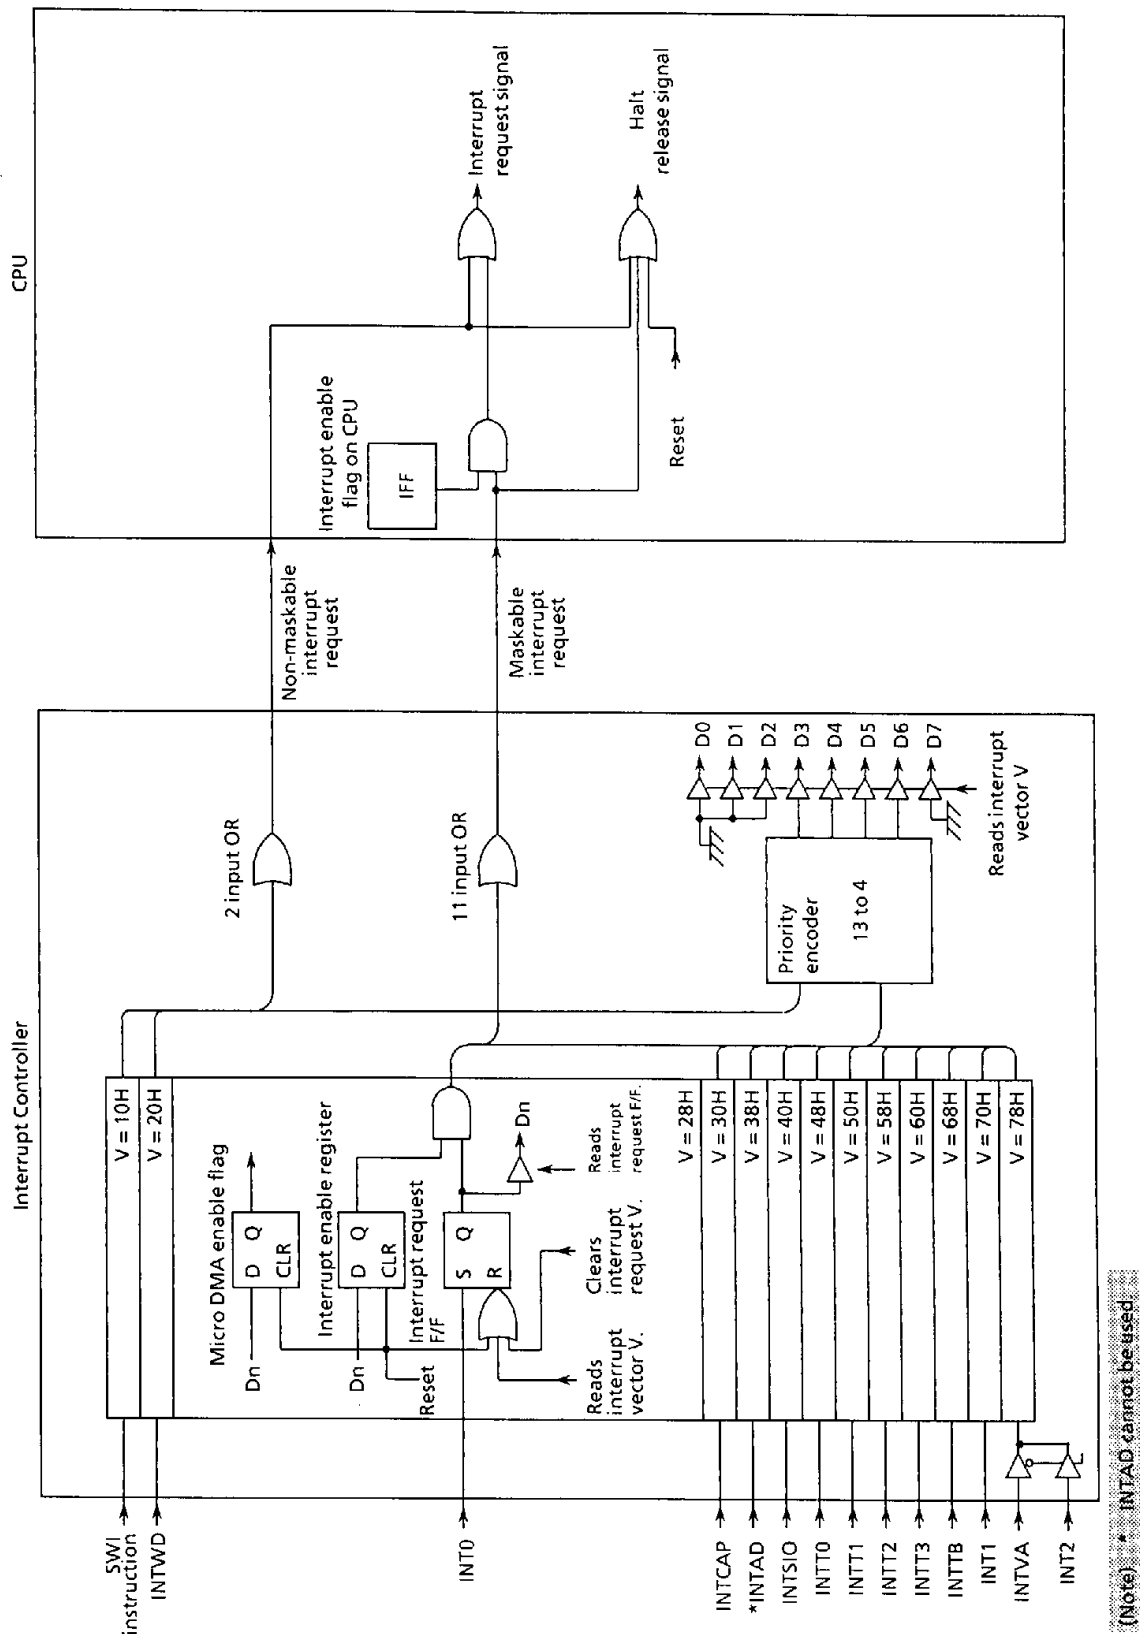 Interrupt Controller
CPU
SWI
instruction
INTWD
INT0
INTCAP
*INTAD
INTSIO
INTT0
INTT1
INTT2
INTT3
INTTB
INT1
INTVA
INT2
V = 10H
V = 20H
Micro DMA enable flag
Dn
D Q
CLR
Interrupt enable register
Dn
D Q
CLR
Reset
Interrupt request
F/F
S Q
R
Reads
interrupt
vector V.
Clears
interrupt
request V.
Dn
Reads
interrupt
request F/F.
V = 28H
V = 30H
V = 38H
V = 40H
V = 48H
V = 50H
V = 58H
V = 60H
V = 68H
V = 70H
V = 78H
2 input OR
11 input OR
Priority
encoder
13 to 4
D0
D1
D2
D3
D4
D5
D6
D7
Reads interrupt
vector V
Non-maskable
interrupt
request
Maskable
interrupt
request
Interrupt enable
flag on CPU
IFF
Reset
Interrupt
request signal
Halt
release signal
(Note) * INTAD cannot be used.